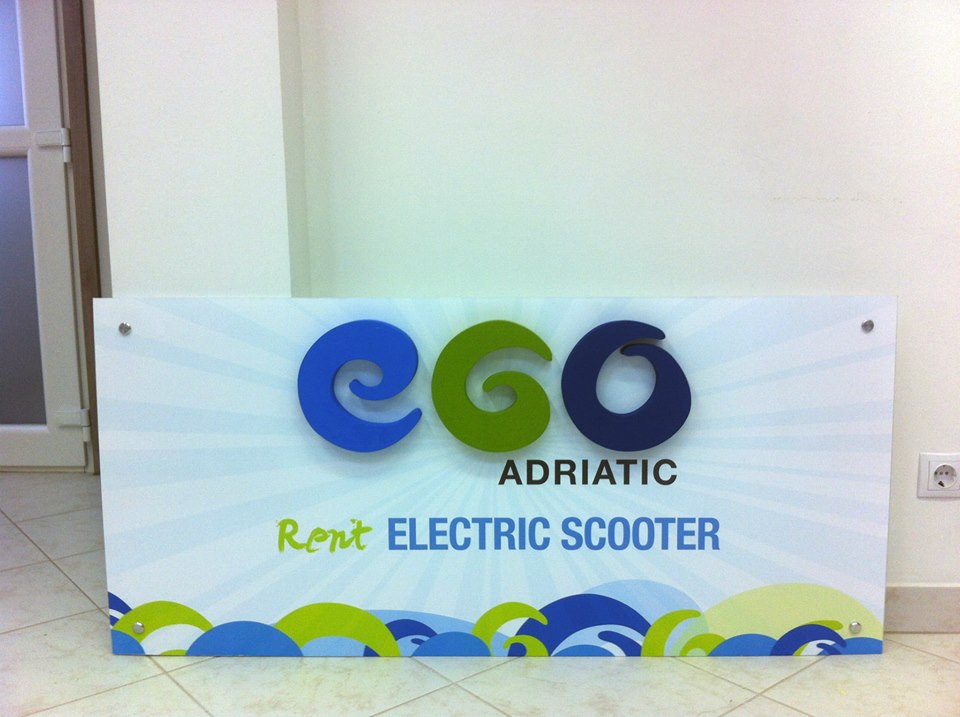 eGO
ADRIATIC
Rent ELECTRIC SCOOTER